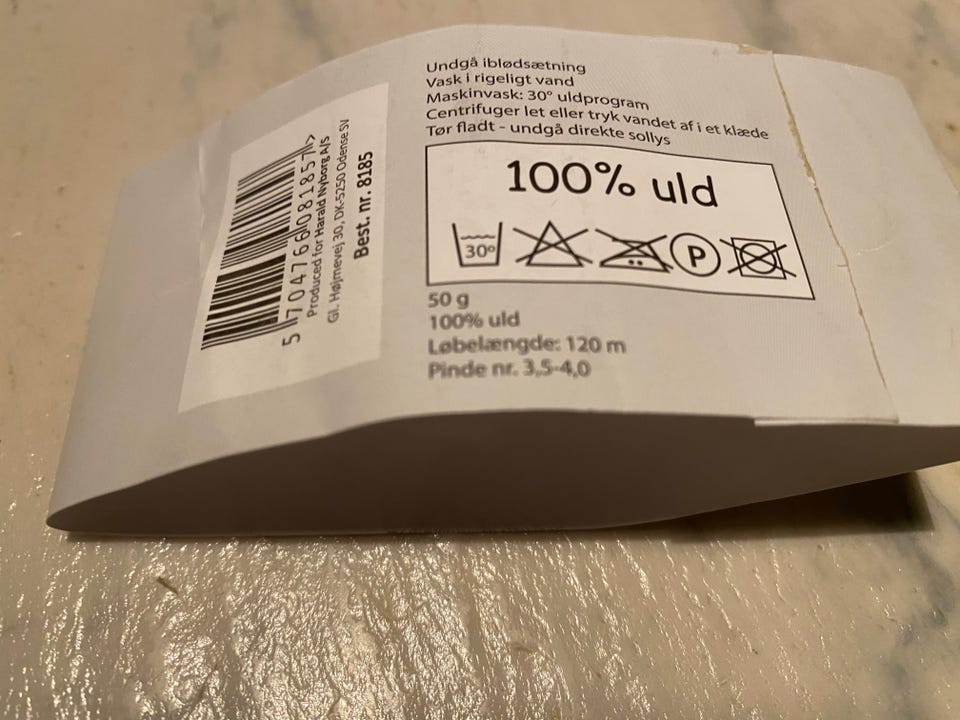 Undgå iblødsætning
Vask i rigeligt vand
Maskinvask: 30° uldprogram
Centrifuger let eller tryk vandet af i et klæde
Tør fladt - undgå direkte sollys
100% uld
30°
P
50 g
100% uld
Løbelængde: 120 m
Pinde nr. 3,5-4,0
5 704766 081857 >
Produced for Harald Nyborg A/S
Gl. Højmevej 30, DK-5250 Odense SV
Best. nr. 8185